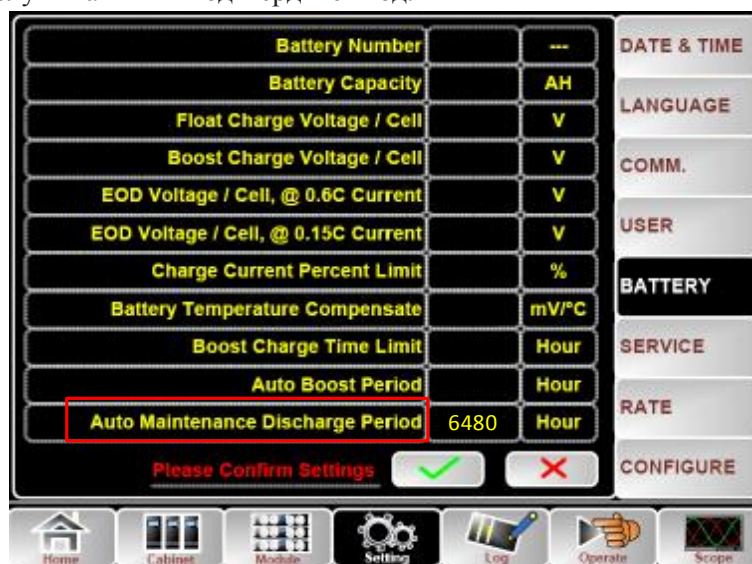 Battery Number --- DATE & TIME
Battery Capacity AH
Float Charge Voltage / Cell V LANGUAGE
Boost Charge Voltage / Cell V COMM.
EOD Voltage / Cell, @ 0.6C Current V
EOD Voltage / Cell, @ 0.15C Current V USER
Charge Current Percent Limit %
Battery Temperature Compensate mV/°C BATTERY
Boost Charge Time Limit Hour SERVICE
Auto Boost Period Hour
Auto Maintenance Discharge Period 6480 Hour RATE
Please Confirm Settings CONFIGURE
Home Cabinet Module Setting Log Operate Scope